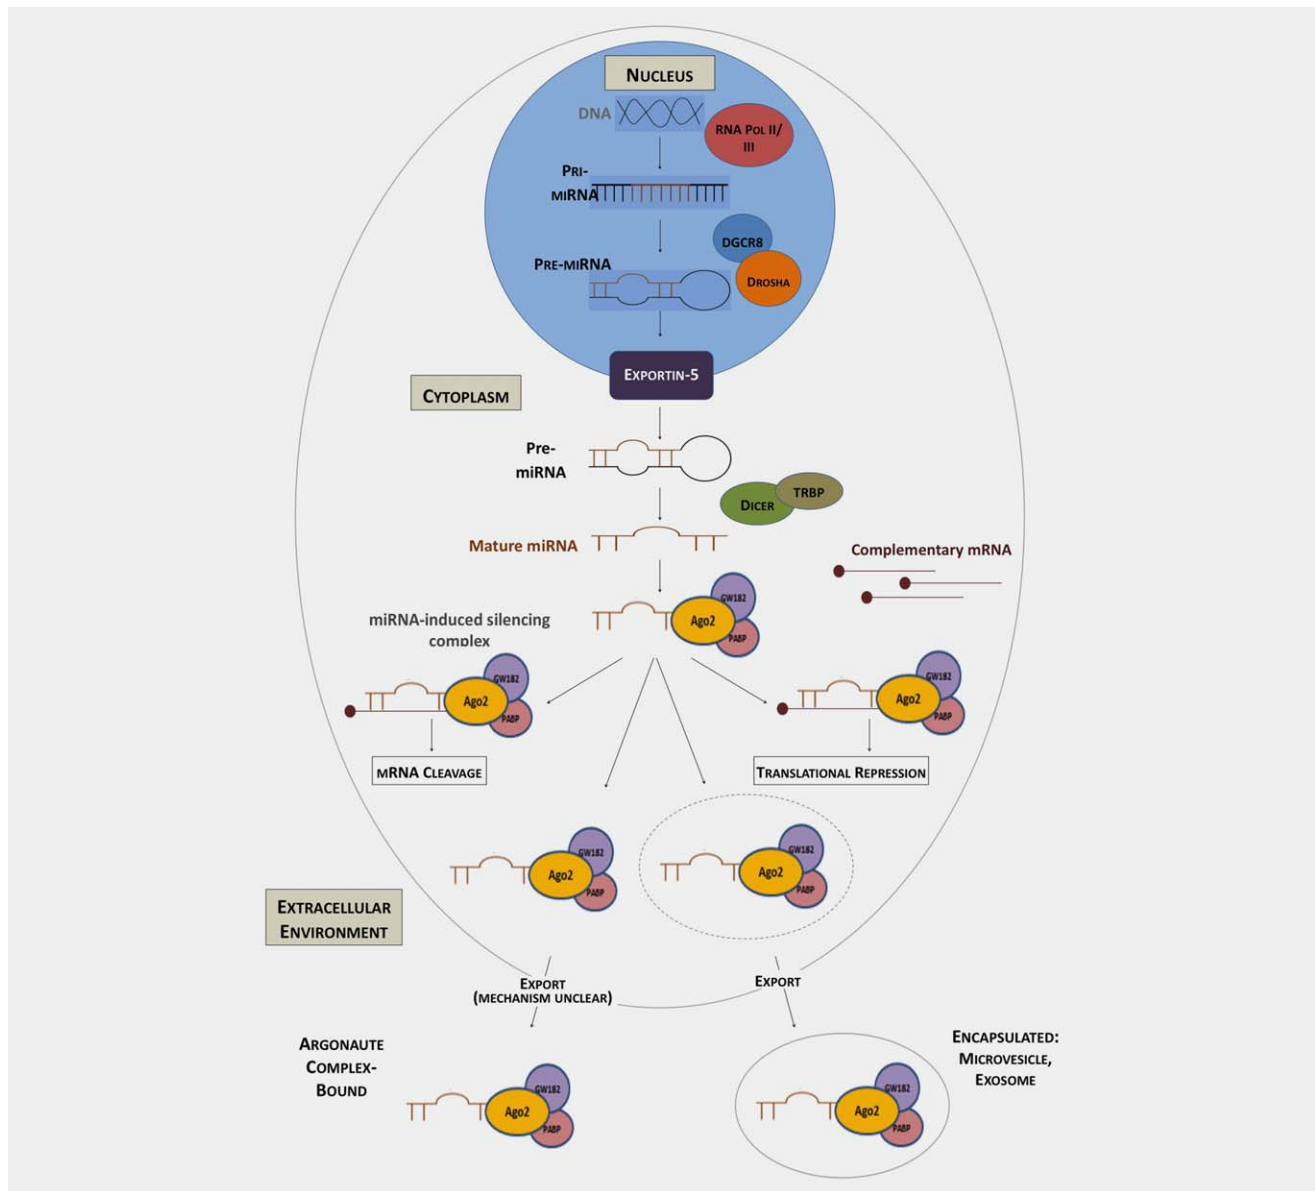 NUCLEUS
DNA
RNA POL II/
III
PRI-
MIRNA
DGCR8
PRE-MIRNA
DROSHA
EXPORTIN-5
CYTOPLASM
Pre-
miRNA
TRBP
DICER
Mature miRNA
Complementary mRNA
GW182
Ago2
PABP
miRNA-induced silencing
complex
GW182
Ago2
PABP
GW182
Ago2
PABP
MRNA CLEAVAGE
TRANSLATIONAL REPRESSION
GW182
Ago2
PABP
GW182
Ago2
PABP
EXTRACELLULAR
ENVIRONMENT
EXPORT
(MECHANISM UNCLEAR)
EXPORT
ARGONAUTE
COMPLEX-
BOUND
GW182
Ago2
PABP
ENCAPSULATED:
MICROVESICLE,
EXOSOME
GW182
Ago2
PABP